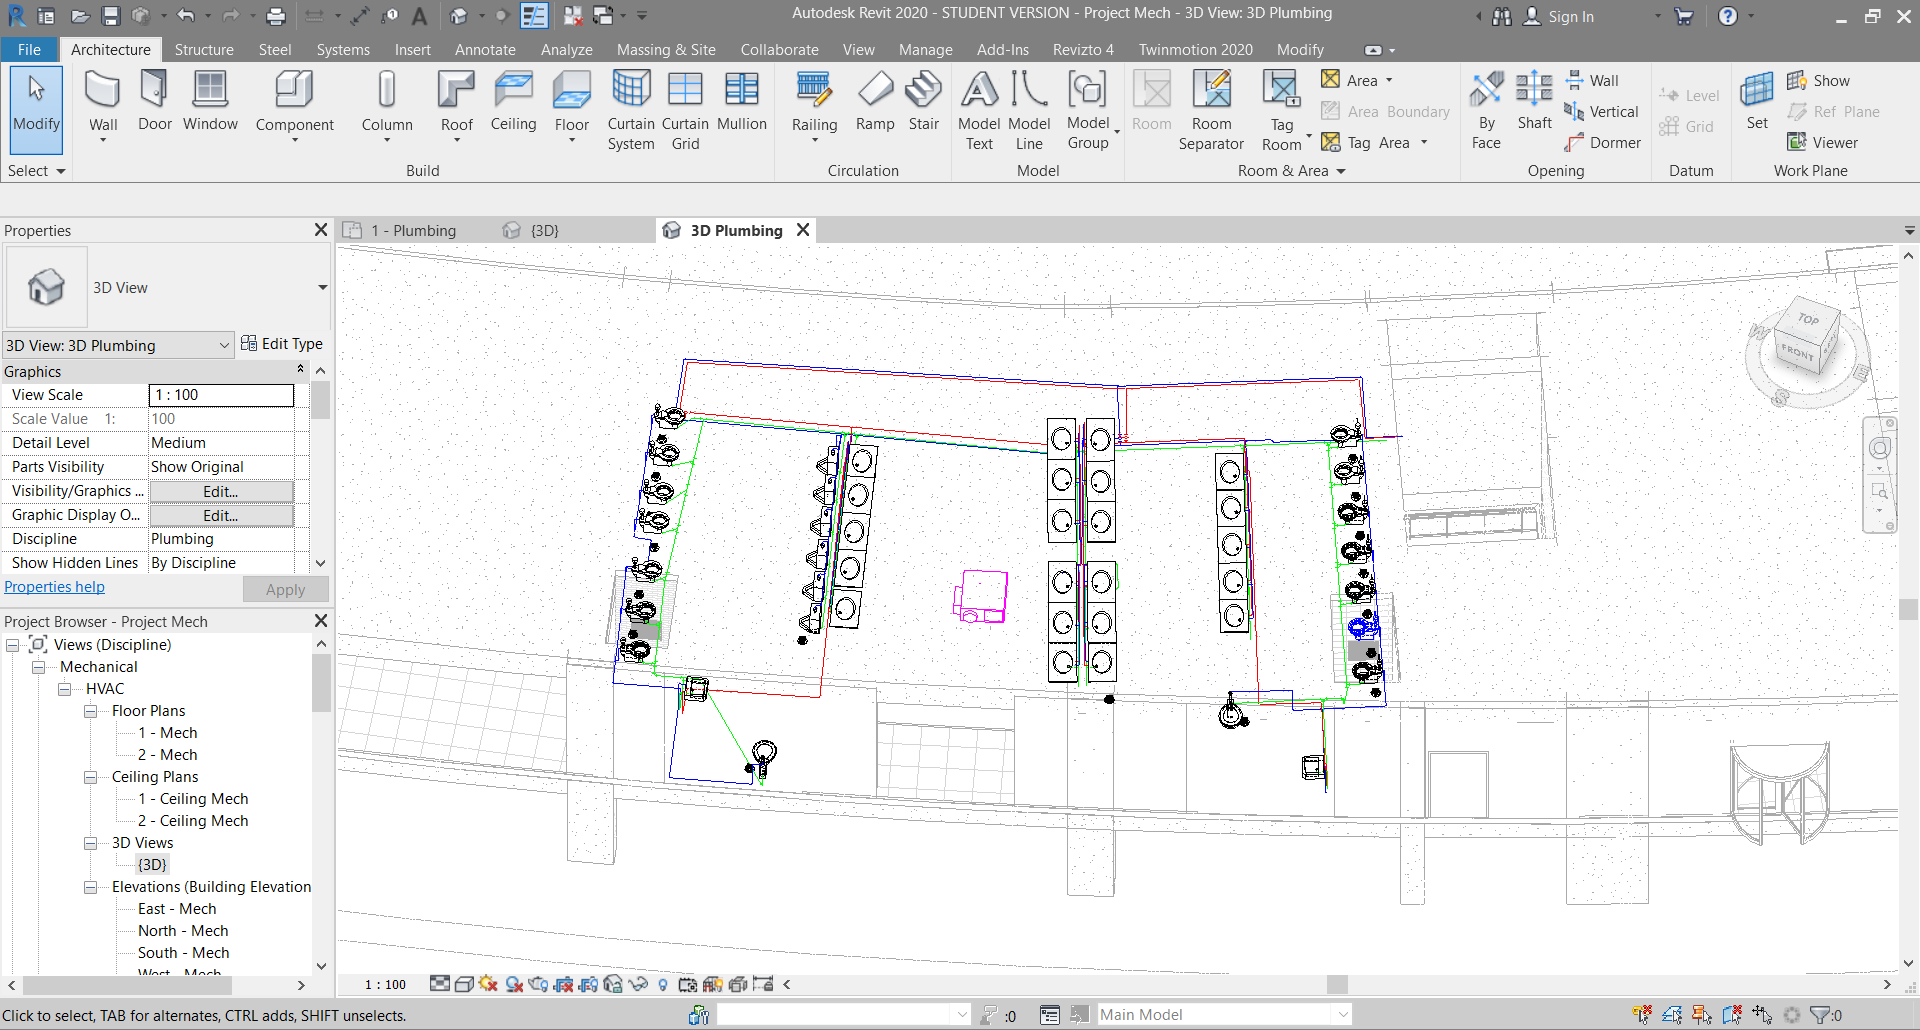 Autodesk Revit 2020 - STUDENT VERSION - Project Mech - 3D View: 3D Plumbing
Sign In
File Architecture Structure Steel Systems Insert Annotate Analyze Massing & Site Collaborate View Manage Add-Ins Revizto 4 Twinmotion 2020 Modify
Modify
Wall
Door
Window
Component
Column
Roof
Ceiling
Floor
Curtain System
Curtain Grid
Mullion
Railing
Ramp
Stair
Model Text
Model Line
Model Group
Room
Room Separator
Tag Room
Area
Area Boundary
Tag Area
By Face
Shaft
Wall
Vertical
Dormer
Level
Grid
Set
Show
Ref Plane
Viewer
Select
Build
Circulation
Model
Room & Area
Opening
Datum
Work Plane
Properties
1 - Plumbing
{3D}
3D Plumbing
3D View
3D View: 3D Plumbing
Edit Type
Graphics
View Scale 1 : 100
Scale Value 1: 100
Detail Level Medium
Parts Visibility Show Original
Visibility/Graphics ... Edit...
Graphic Display O... Edit...
Discipline Plumbing
Show Hidden Lines By Discipline
Properties help
Apply
Project Browser - Project Mech
Views (Discipline)
Mechanical
HVAC
Floor Plans
1 - Mech
2 - Mech
Ceiling Plans
1 - Ceiling Mech
2 - Ceiling Mech
3D Views
{3D}
Elevations (Building Elevation
East - Mech
North - Mech
South - Mech
West - Mech
TOP
FRONT
W
S
E
1 : 100
Click to select, TAB for alternates, CTRL adds, SHIFT unselects.
:0
Main Model
:0